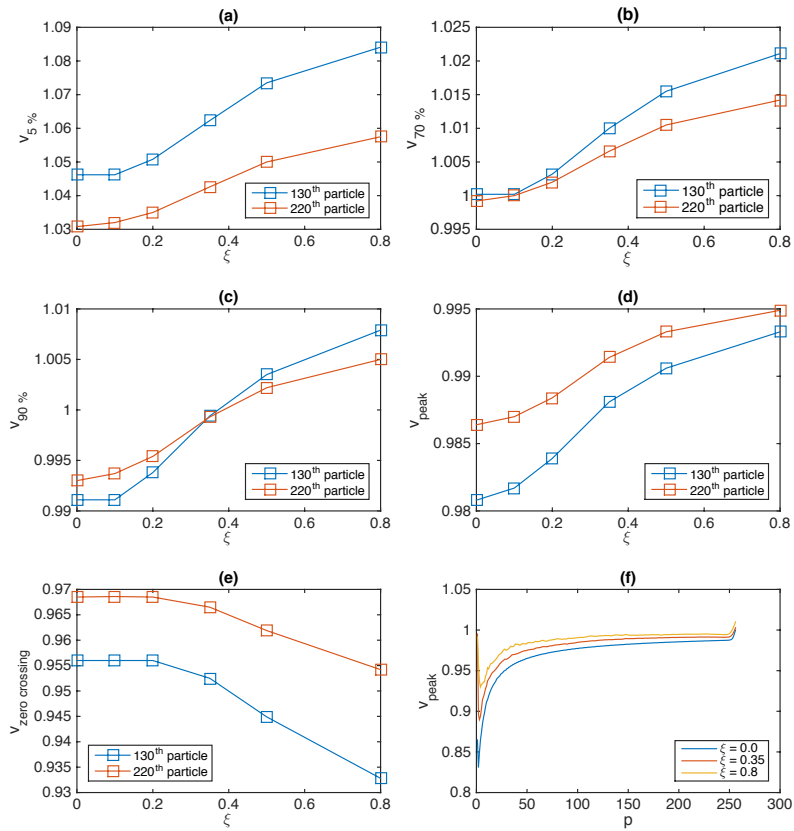 (a)
1.09
1.08
1.07
1.06
1.05
1.04
1.03
v5 %
0 0.2 0.4 0.6 0.8
ξ
130th particle
220th particle
(b)
1.025
1.02
1.015
1.01
1.005
1
0.995
v70 %
0 0.2 0.4 0.6 0.8
ξ
130th particle
220th particle
(c)
1.01
1.005
1
0.995
0.99
v90 %
0 0.2 0.4 0.6 0.8
ξ
130th particle
220th particle
(d)
0.995
0.99
0.985
0.98
vpeak
0 0.2 0.4 0.6 0.8
ξ
130th particle
220th particle
(e)
0.97
0.965
0.96
0.955
0.95
0.945
0.94
0.935
0.93
vzero crossing
0 0.2 0.4 0.6 0.8
ξ
130th particle
220th particle
(f)
1.05
1
0.95
0.9
0.85
0.8
vpeak
0 50 100 150 200 250 300
p
ξ = 0.0
ξ = 0.35
ξ = 0.8